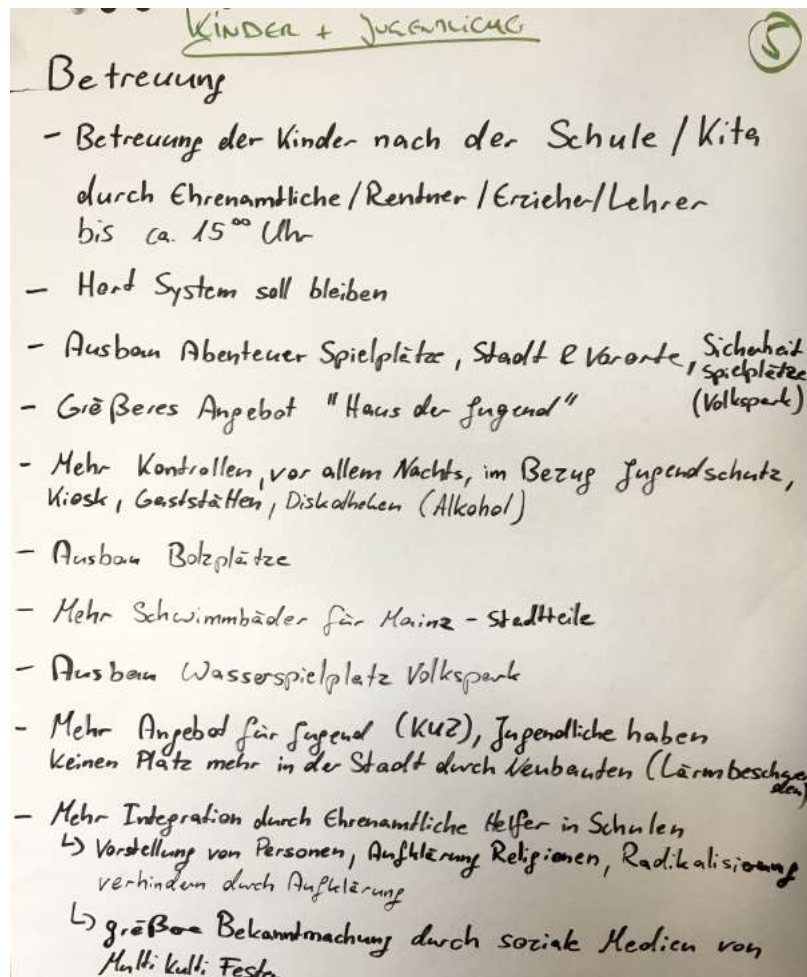 KINDER + JUGENDLICHE
5
Betreuung
- Betreuung der Kinder nach der Schule / Kita
durch Ehrenamtliche / Rentner / Erzieher / Lehrer
bis ca. 15⁰⁰ Uhr
- Hort System soll bleiben
- Ausbau Abenteuer Spielplätze, Stadt & Vororte, Sicherheit
Spielplätze
(Volkspark)
- Größeres Angebot "Haus der Jugend"
- Mehr Kontrollen, vor allem Nachts, im Bezug Jugendschutz,
Kiosk, Gaststätten, Diskotheken (Alkohol)
- Ausbau Bolzplätze
- Mehr Schwimmbäder für Mainz - Stadtteile
- Ausbau Wasserspielplatz Volkspark
- Mehr Angebot für Jugend (KUZ), Jugendliche haben
keinen Platz mehr in der Stadt durch Neubauten (Lärmbeschwer
den)
- Mehr Integration durch Ehrenamtliche Helfer in Schulen
↳ Vorstellung von Personen, Aufklärung Religionen, Radikalisierung
verhindern durch Aufklärung
↳ größere Bekanntmachung durch soziale Medien von
Multi Kulti Feste